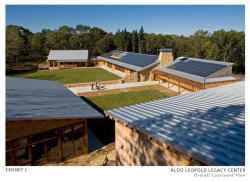 EXHIBIT 1
ALDO LEOPOLD LEGACY CENTER
Overall Courtyard View